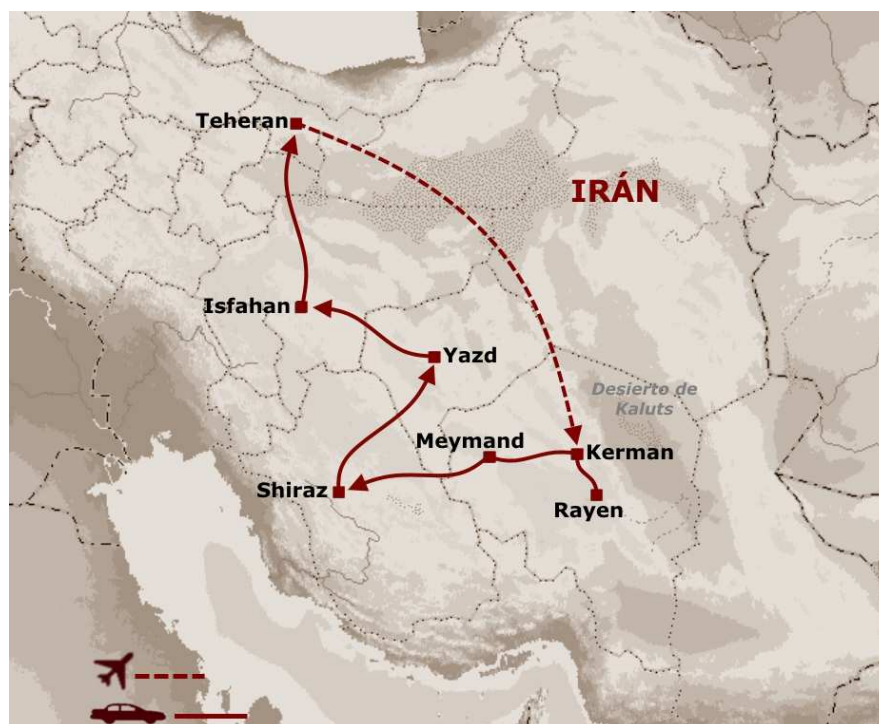 Teheran
IRÁN
Isfahan
Yazd
Desierto de
Kaluts
Meymand
Kerman
Shiraz
Rayen